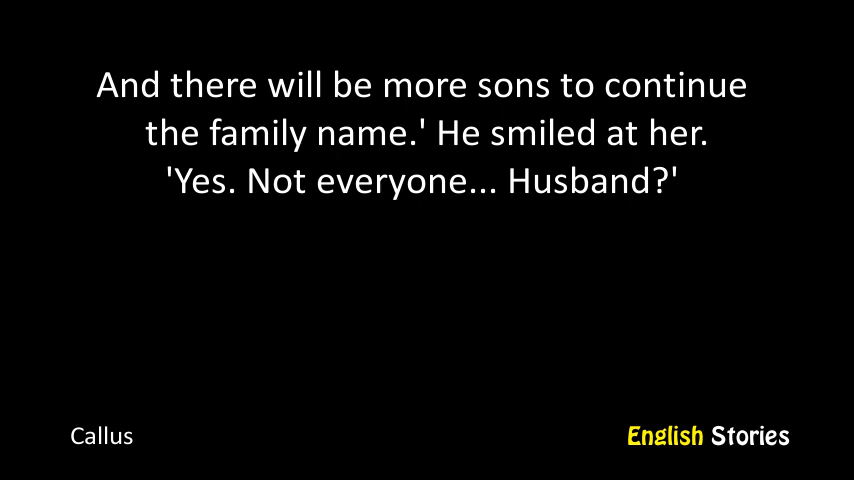 And there will be more sons to continue
the family name.' He smiled at her.
'Yes. Not everyone... Husband?'
Callus
English Stories